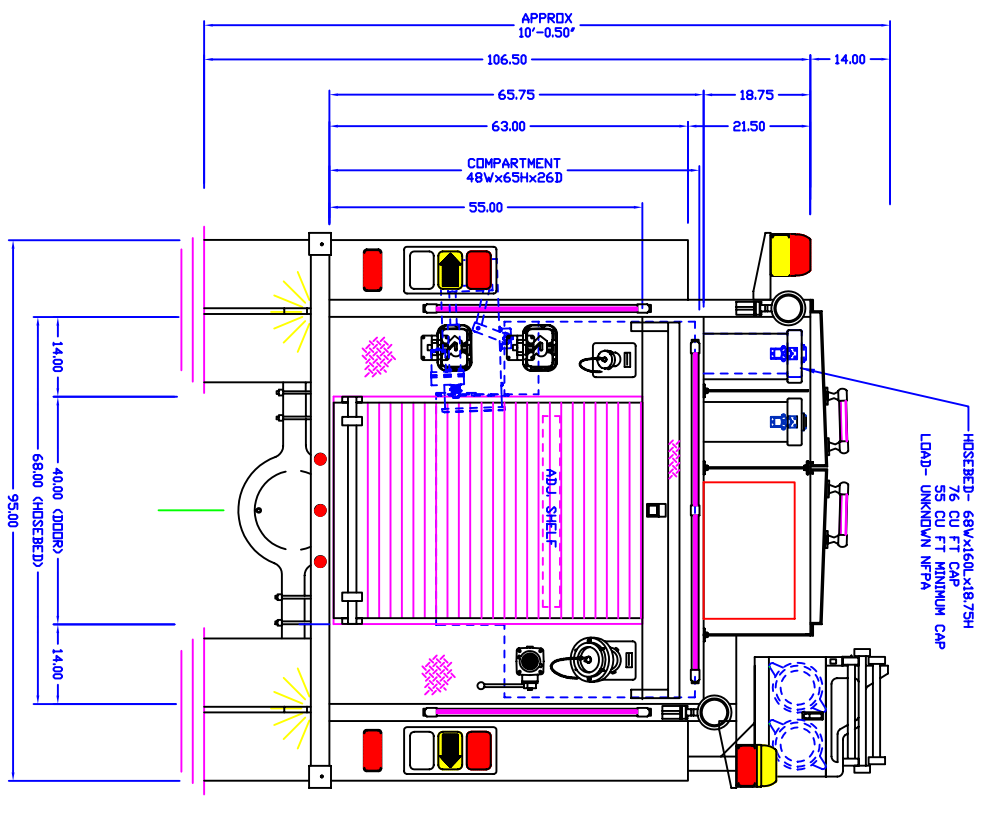 APPROX
10'-0.50"
106.50
14.00
65.75
18.75
63.00
21.50
COMPARTMENT
48Wx65Hx26D
55.00
14.00
40.00 (DOOR)
14.00
68.00 (HOSEBED)
95.00
ADJ. SHELF
HOSEBED- 68Wx160Lx18.75H
76 CU FT CAP
55 CU FT MINIMUM CAP
LOAD- UNKNOWN NFPA